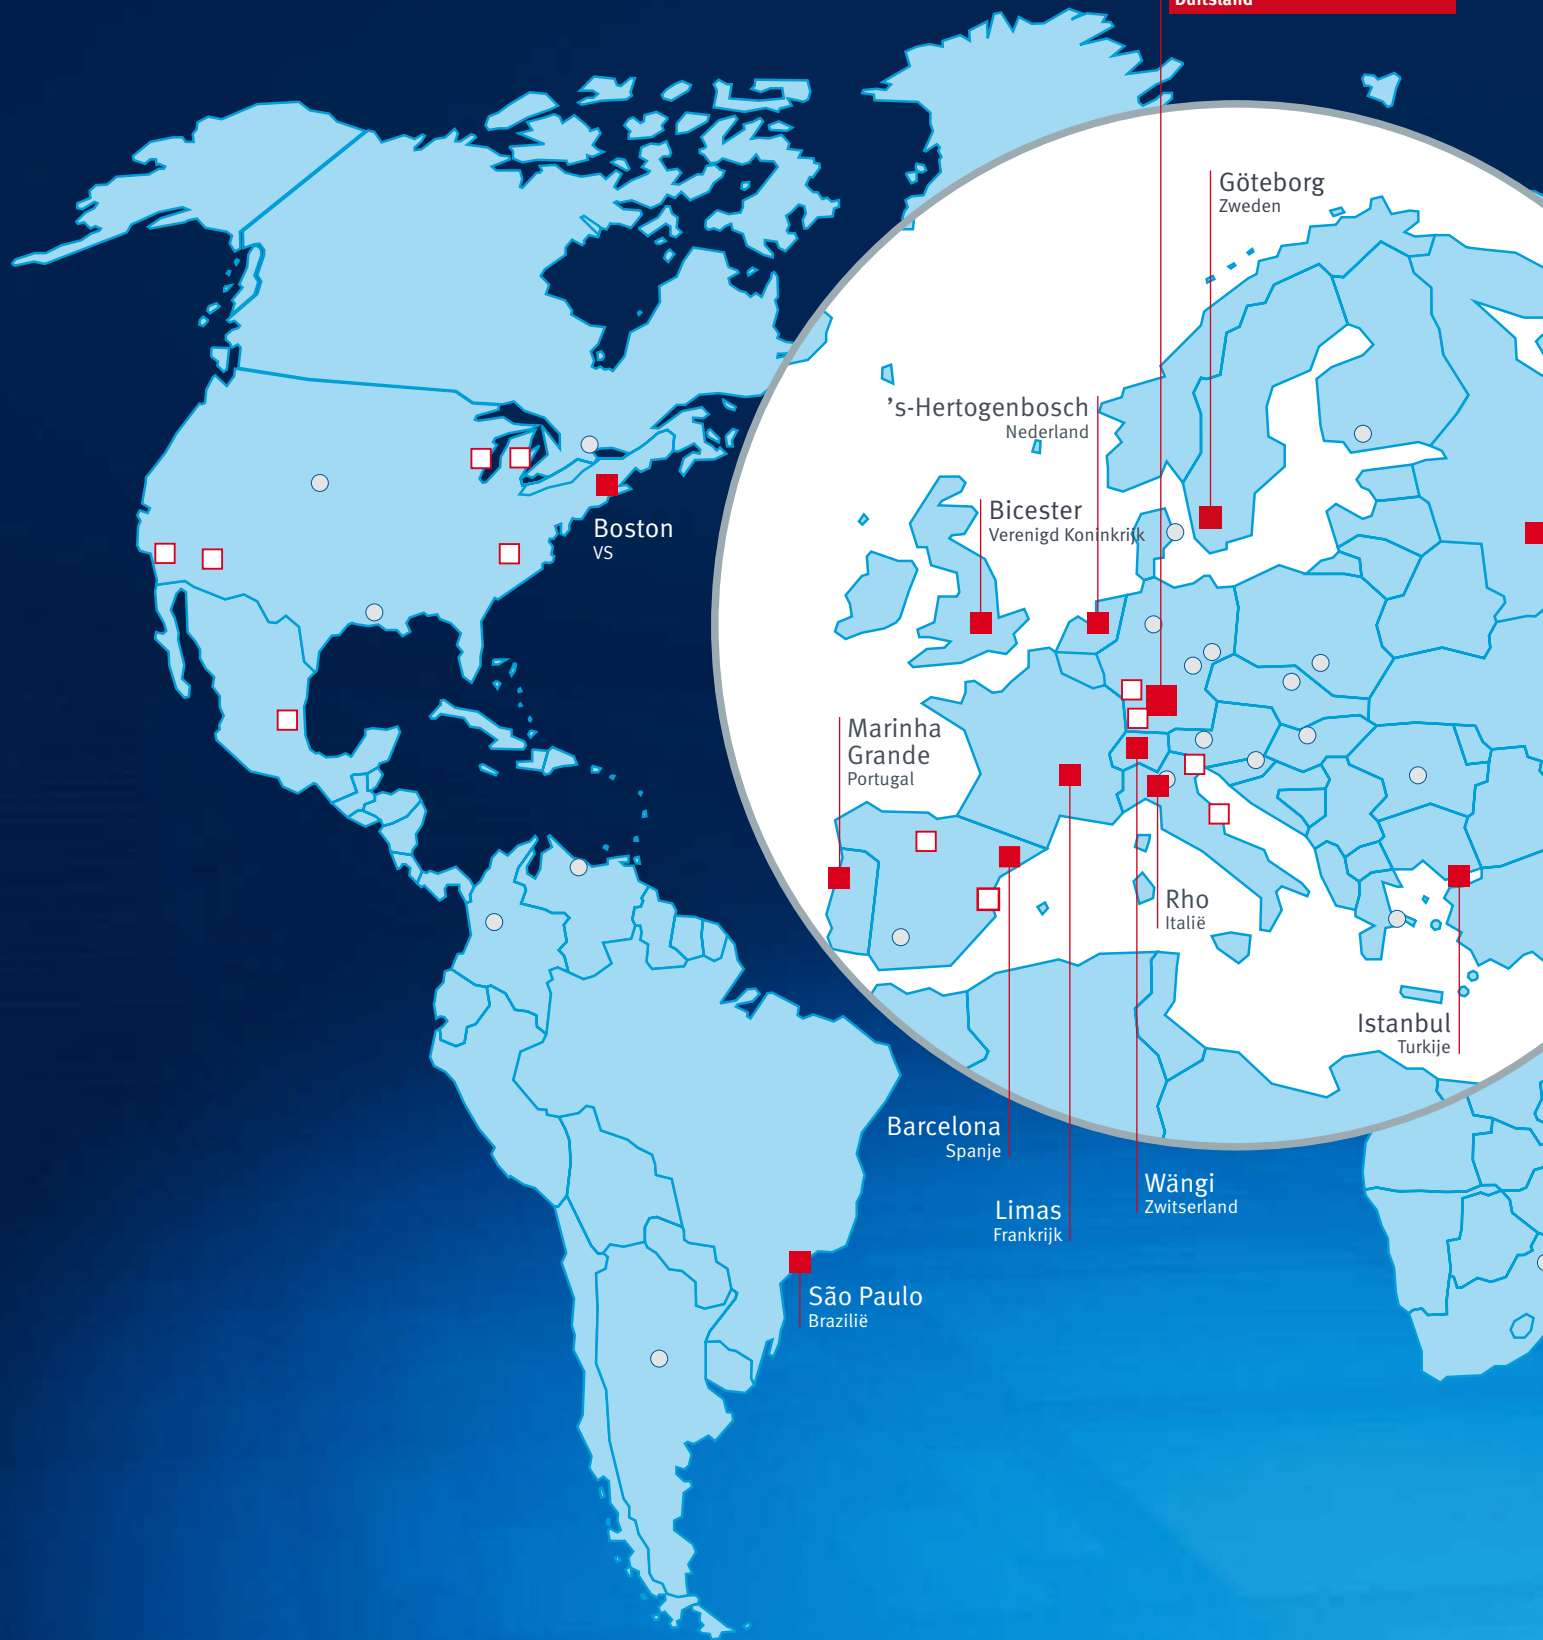 Duitsland
Göteborg
Zweden
's-Hertogenbosch
Nederland
Bicester
Verenigd Koninkrijk
Boston
VS
Marinha
Grande
Portugal
Rho
Italië
Istanbul
Turkije
Barcelona
Spanje
Wängi
Zwitserland
Limas
Frankrijk
São Paulo
Brazilië